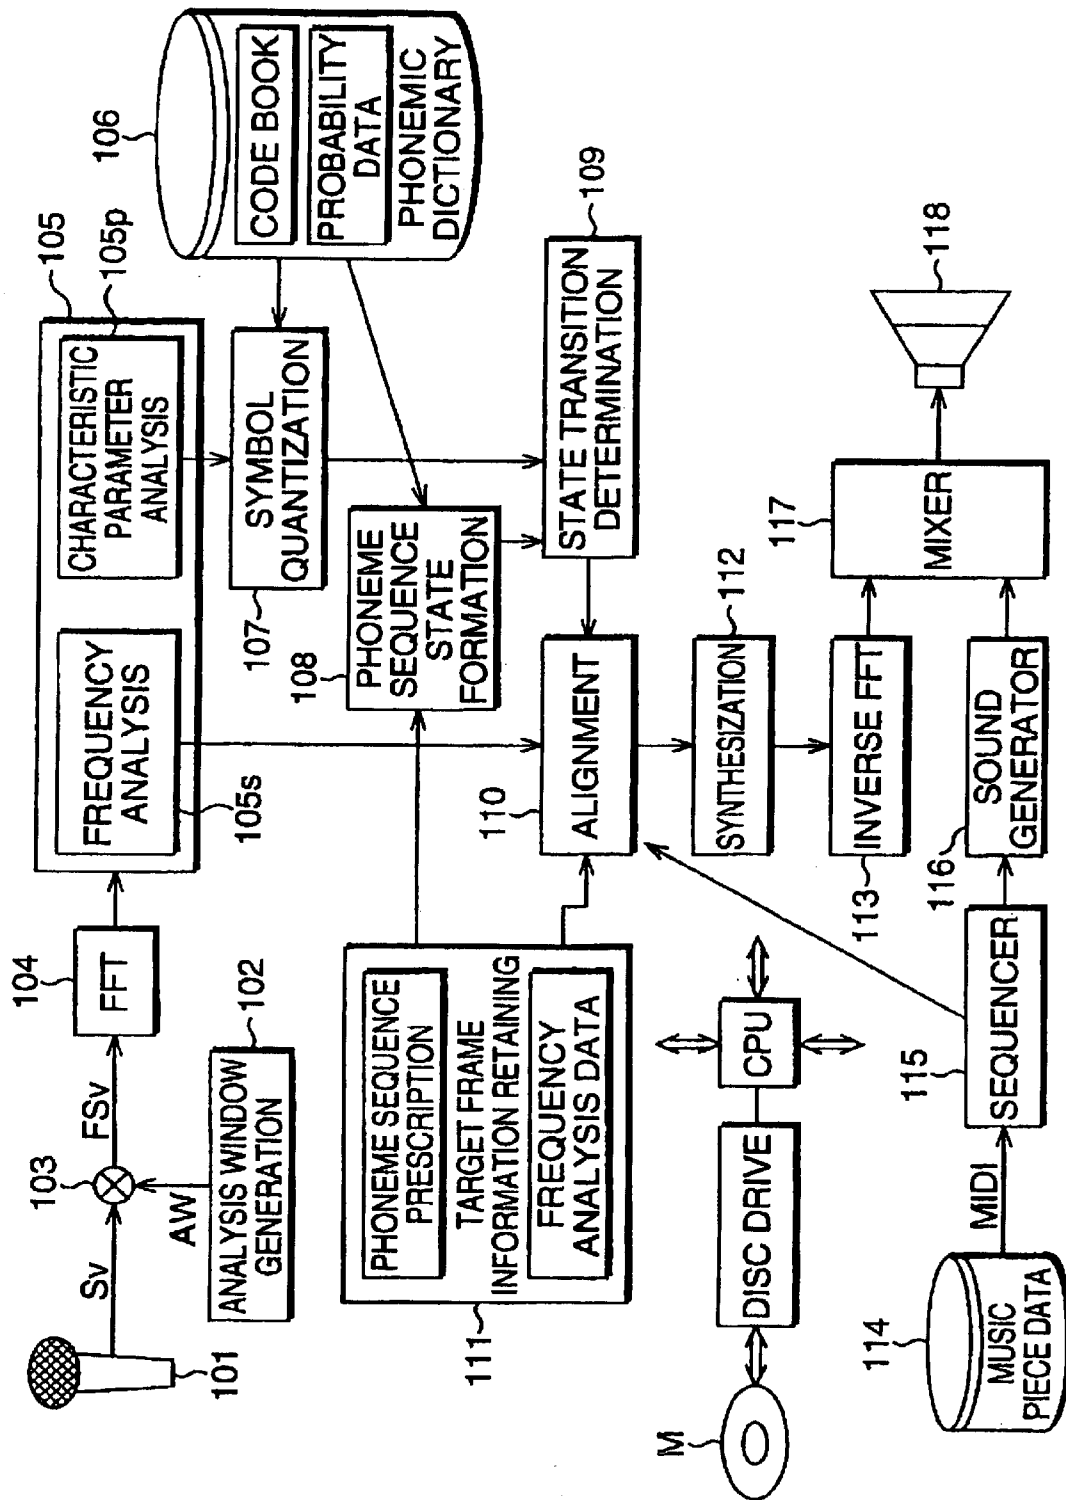 101
Sv
103
AW
ANALYSIS WINDOW
GENERATION
102
FSv
104
FFT
105
FREQUENCY
ANALYSIS
105s
CHARACTERISTIC
PARAMETER
ANALYSIS
105p
106
CODE BOOK
PROBABILITY
DATA
PHONEMIC
DICTIONARY
107
SYMBOL
QUANTIZATION
108
PHONEME
SEQUENCE
STATE
FORMATION
109
STATE TRANSITION
DETERMINATION
111
PHONEME SEQUENCE
PRESCRIPTION
TARGET FRAME
INFORMATION RETAINING
FREQUENCY
ANALYSIS DATA
110
ALIGNMENT
112
SYNTHESIZATION
113
INVERSE FFT
M
DISC DRIVE
CPU
114
MUSIC
PIECE DATA
MIDI
115
SEQUENCER
116
SOUND
GENERATOR
117
MIXER
118